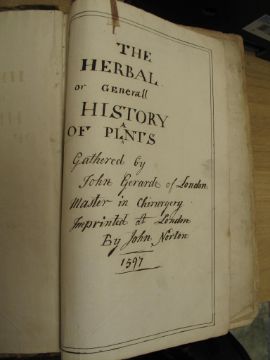 THE
HERBAL
or GenerAll
HISTORY
OF PLANTS
Gathered by
John Gerarde of London
Master in Chirurgery
Imprinted at London
By John Norton
1597